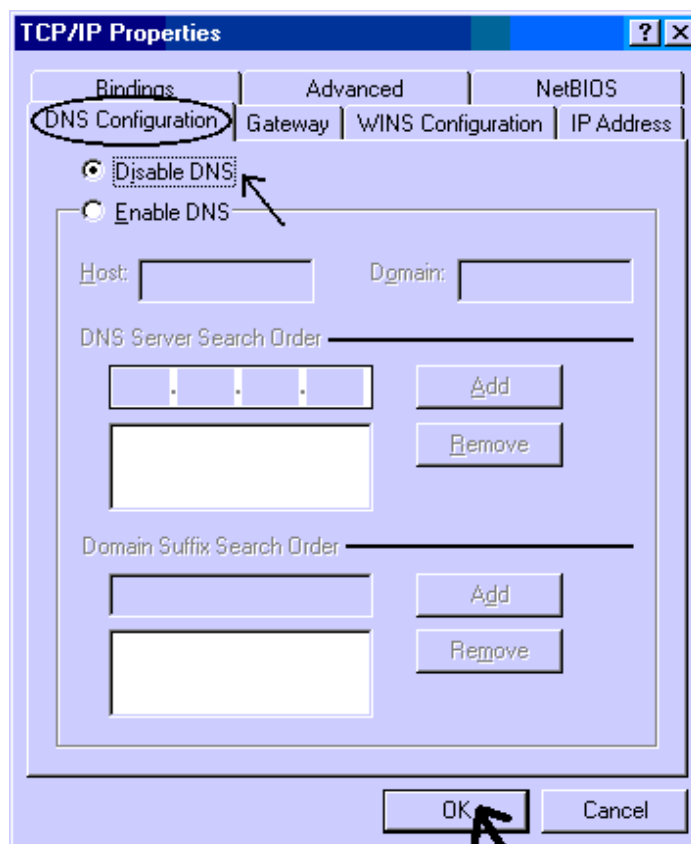 TCP/IP Properties
Bindings Advanced NetBIOS
DNS Configuration Gateway WINS Configuration IP Address
Disable DNS
Enable DNS
Host: Domain:
DNS Server Search Order
Add
Remove
Domain Suffix Search Order
Add
Remove
OK Cancel